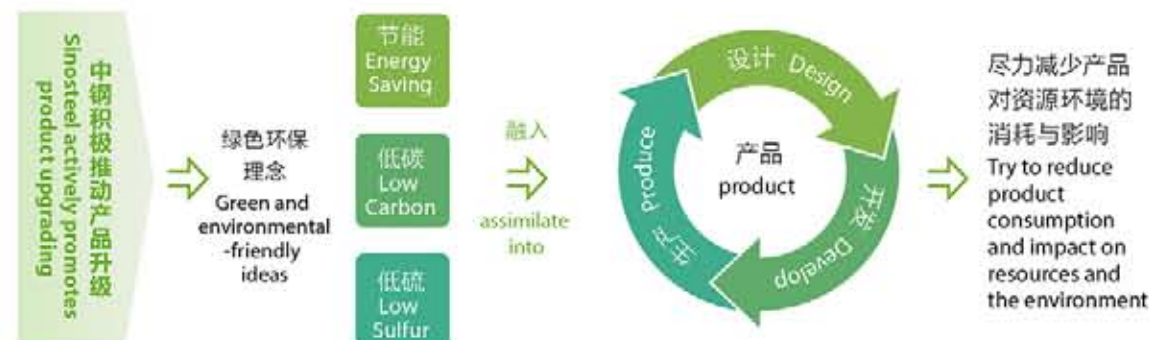 中钢积极推动产品升级
Sinosteel actively promotes
product upgrading
绿色环保
理念
Green and
environmental
-friendly
ideas
节能
Energy
Saving
低碳
Low
Carbon
低硫
Low
Sulfur
融入
assimilate
into
设计 Design
开发 Develop
生产 Produce
产品
product
尽力减少产品
对资源环境的
消耗与影响
Try to reduce
product
consumption
and impact on
resources and
the environment